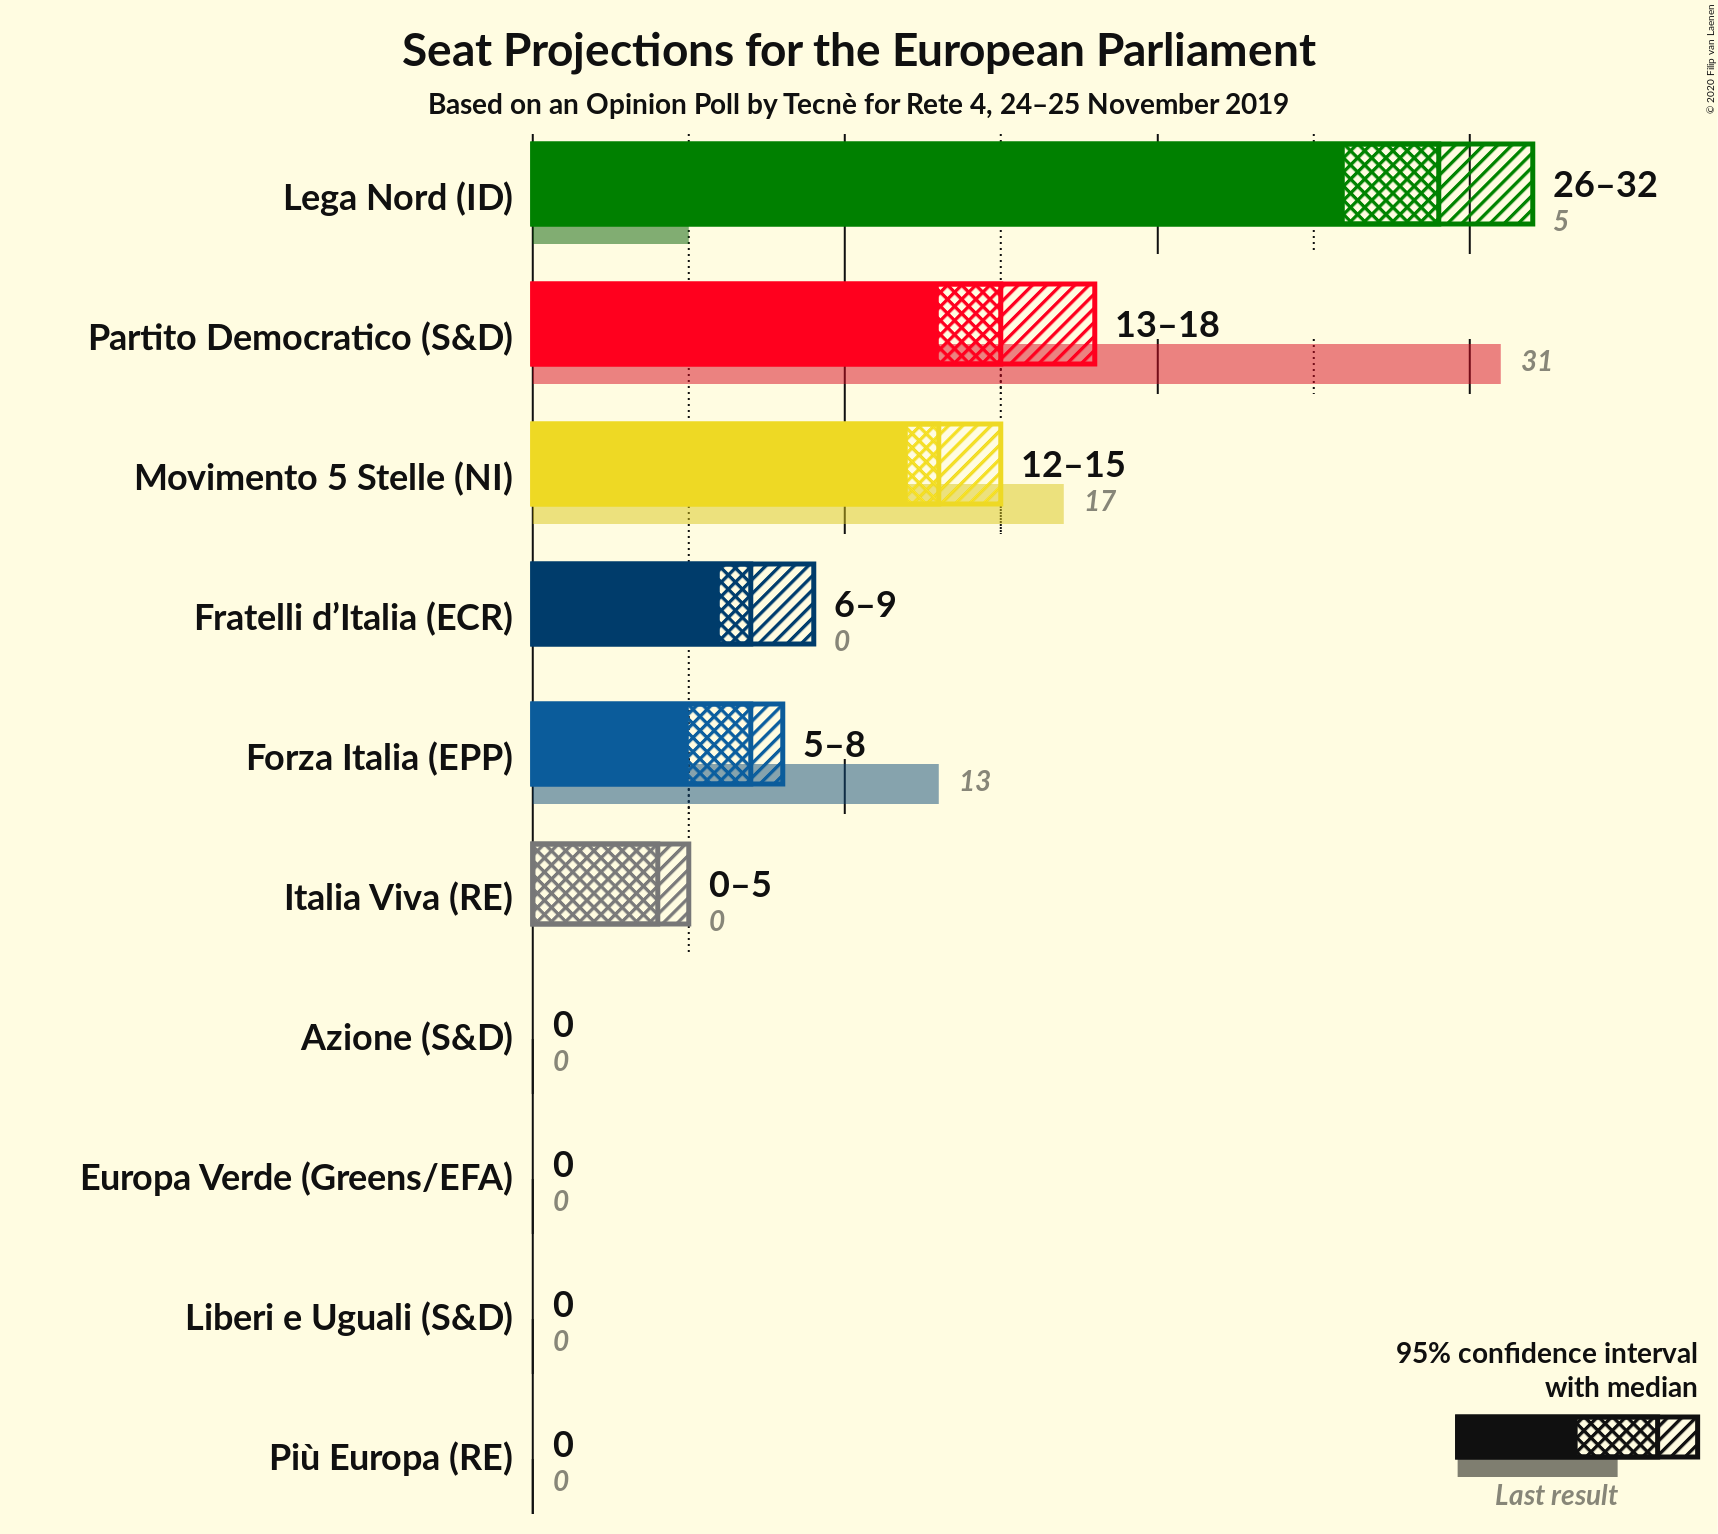 Seat Projections for the European Parliament
Based on an Opinion Poll by Tecnè for Rete 4, 24–25 November 2019
© 2020 Filip van Laenen
Lega Nord (ID)
26–32
5
Partito Democratico (S&D)
13–18
31
Movimento 5 Stelle (NI)
12–15
17
Fratelli d’Italia (ECR)
6–9
0
Forza Italia (EPP)
5–8
13
Italia Viva (RE)
0–5
0
Azione (S&D)
0
0
Europa Verde (Greens/EFA)
0
0
Liberi e Uguali (S&D)
0
0
Più Europa (RE)
0
0
95% confidence interval
with median
Last result